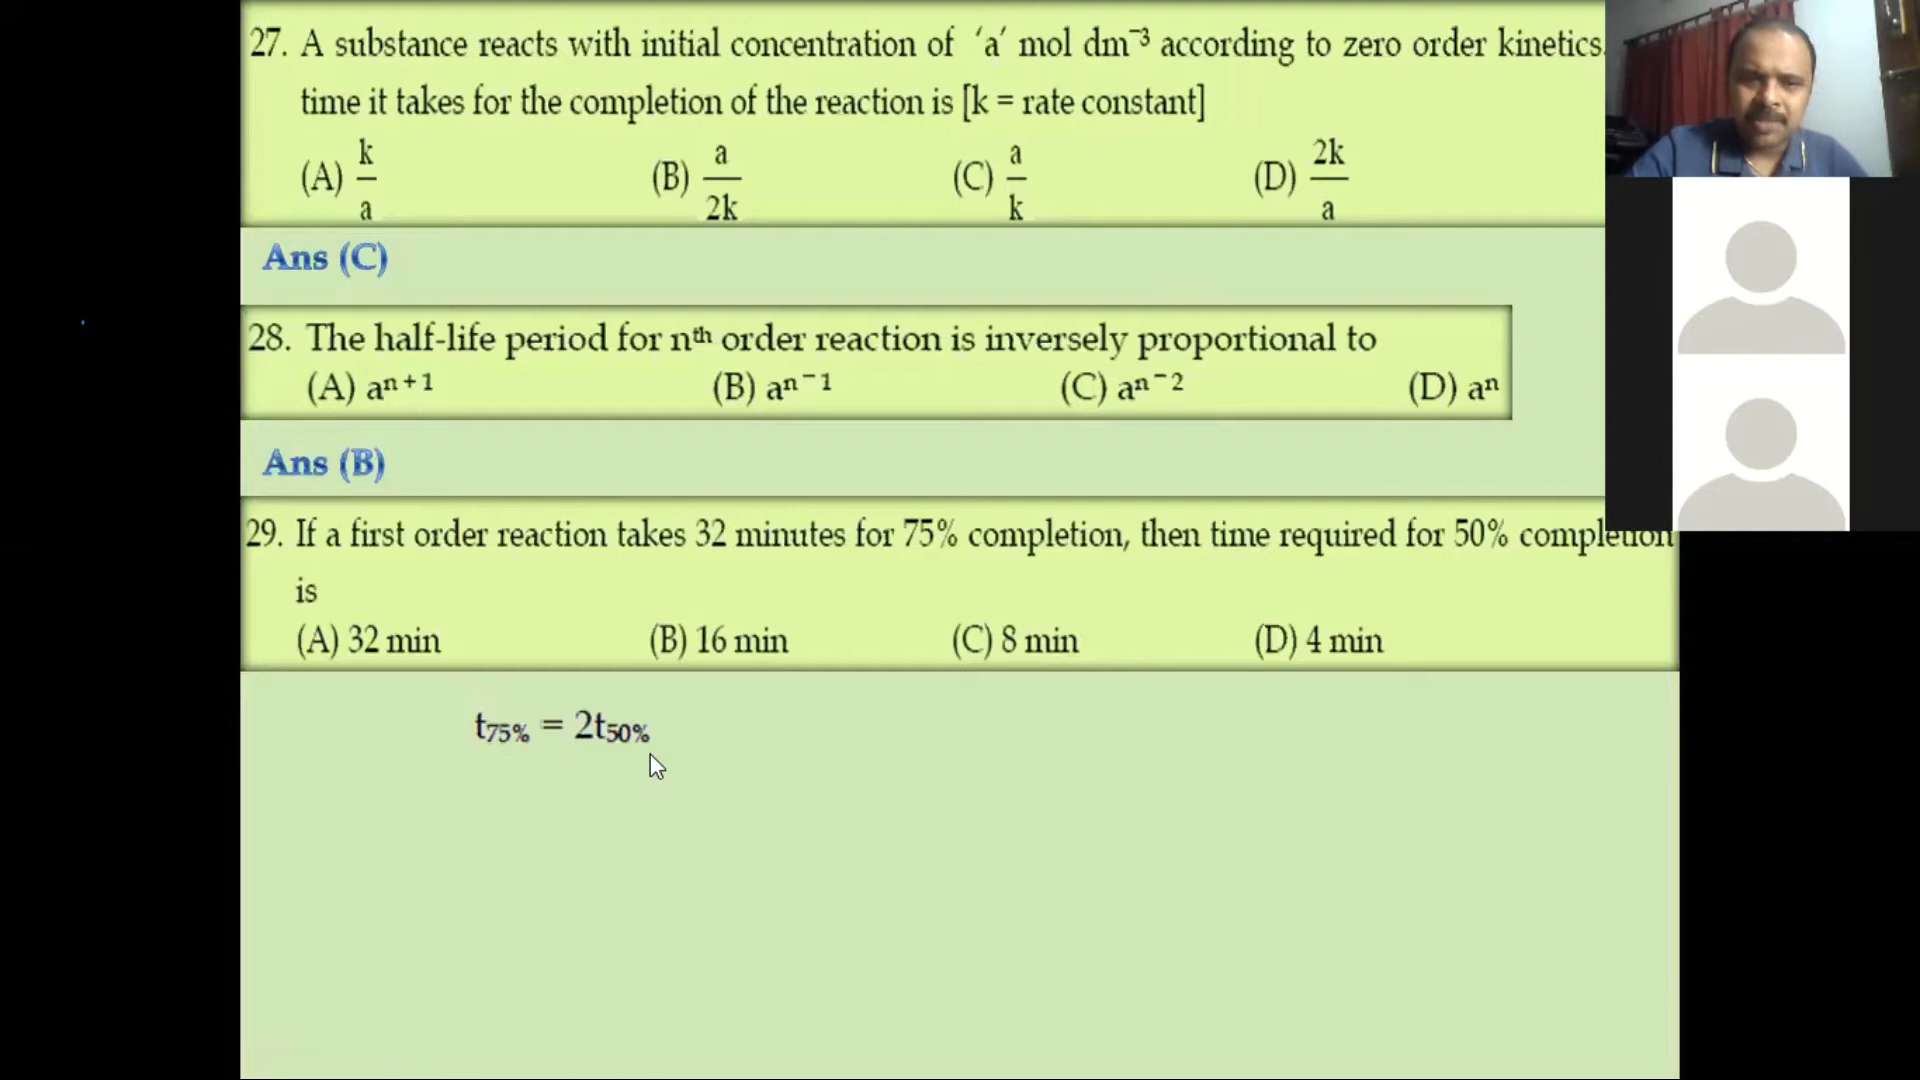 27. A substance reacts with initial concentration of ‘a’ mol dm⁻³ according to zero order kinetics.
time it takes for the completion of the reaction is [k = rate constant]
(A) k/a (B) a/2k (C) a/k (D) 2k/a
Ans (C)
28. The half-life period for nᵗʰ order reaction is inversely proportional to
(A) aⁿ⁺¹ (B) aⁿ⁻¹ (C) aⁿ⁻² (D) aⁿ
Ans (B)
29. If a first order reaction takes 32 minutes for 75% completion, then time required for 50% completion
is
(A) 32 min (B) 16 min (C) 8 min (D) 4 min
t75% = 2t50%